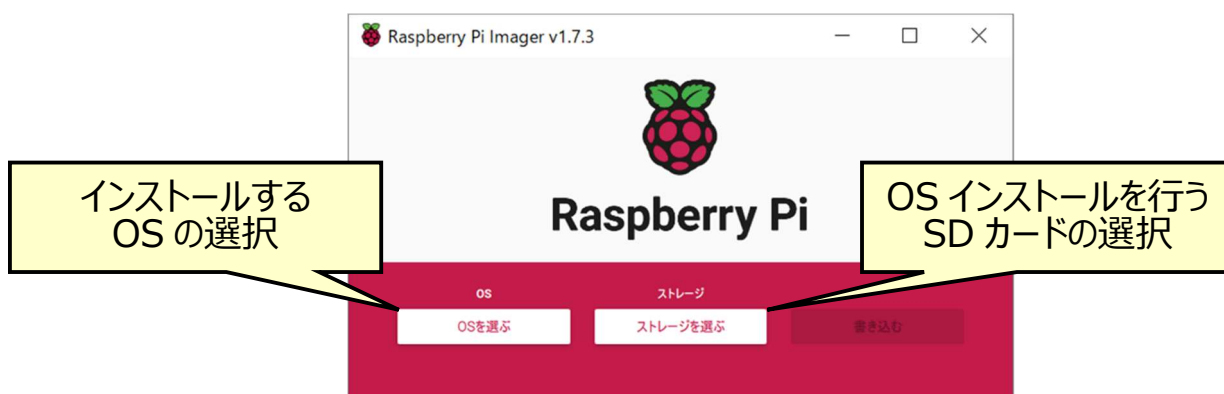 Raspberry Pi Imager v1.7.3
Raspberry Pi
インストールする
OS の選択
OS インストールを行う
SD カードの選択
OS
ストレージ
OSを選ぶ
ストレージを選ぶ
書き込む